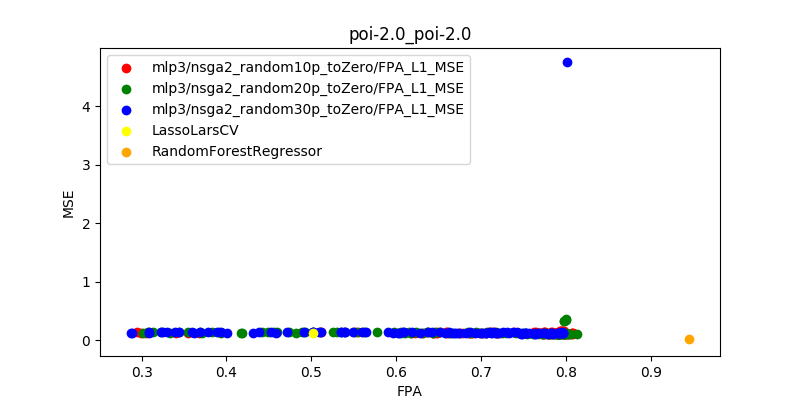 poi-2.0_poi-2.0
mlp3/nsga2_random10p_toZero/FPA_L1_MSE
mlp3/nsga2_random20p_toZero/FPA_L1_MSE
mlp3/nsga2_random30p_toZero/FPA_L1_MSE
LassoLarsCV
RandomForestRegressor
MSE
4
3
2
1
0
0.3 0.4 0.5 0.6 0.7 0.8 0.9
FPA